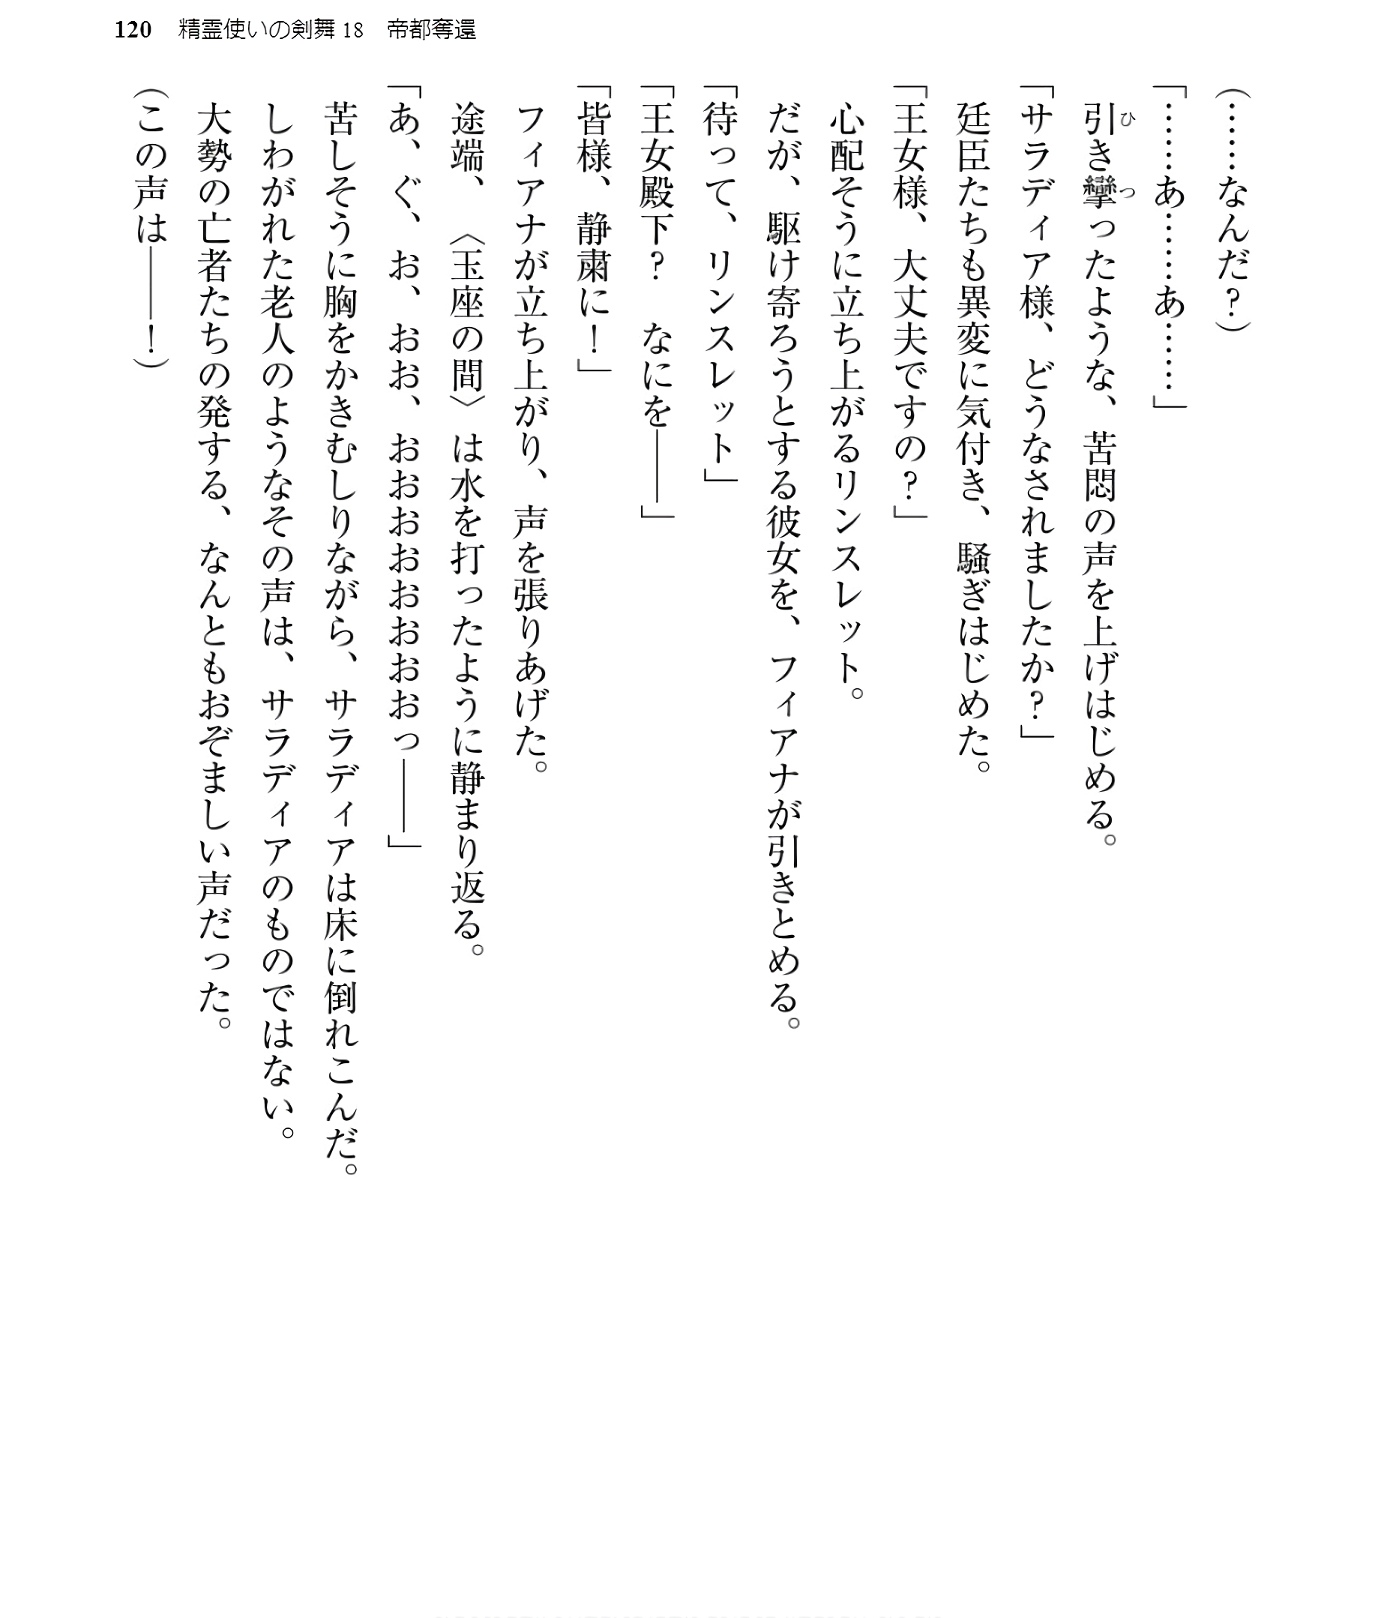 120 精霊使いの剣舞18 帝都奪還
(……なんだ？)
「……あ……あ……」
引き攣ったような、苦悶の声を上げはじめる。
「サラディア様、どうなされましたか？」
廷臣たちも異変に気付き、騒ぎはじめた。
「王女様、大丈夫ですの？」
心配そうに立ち上がるリンスレット。
だが、駆け寄ろうとする彼女を、フィアナが引きとめる。
「待って、リンスレット」
「王女殿下？　なにを――」
「皆様、静粛に！」
フィアナが立ち上がり、声を張りあげた。
途端、〈玉座の間〉は水を打ったように静まり返る。
「あ、ぐ、お、おお、おおおおおおおおっ――」
苦しそうに胸をかきむしりながら、サラディアは床に倒れこんだ。
しわがれた老人のようなその声は、サラディアのものではない。
大勢の亡者たちの発する、なんともおぞましい声だった。
(この声は――！)